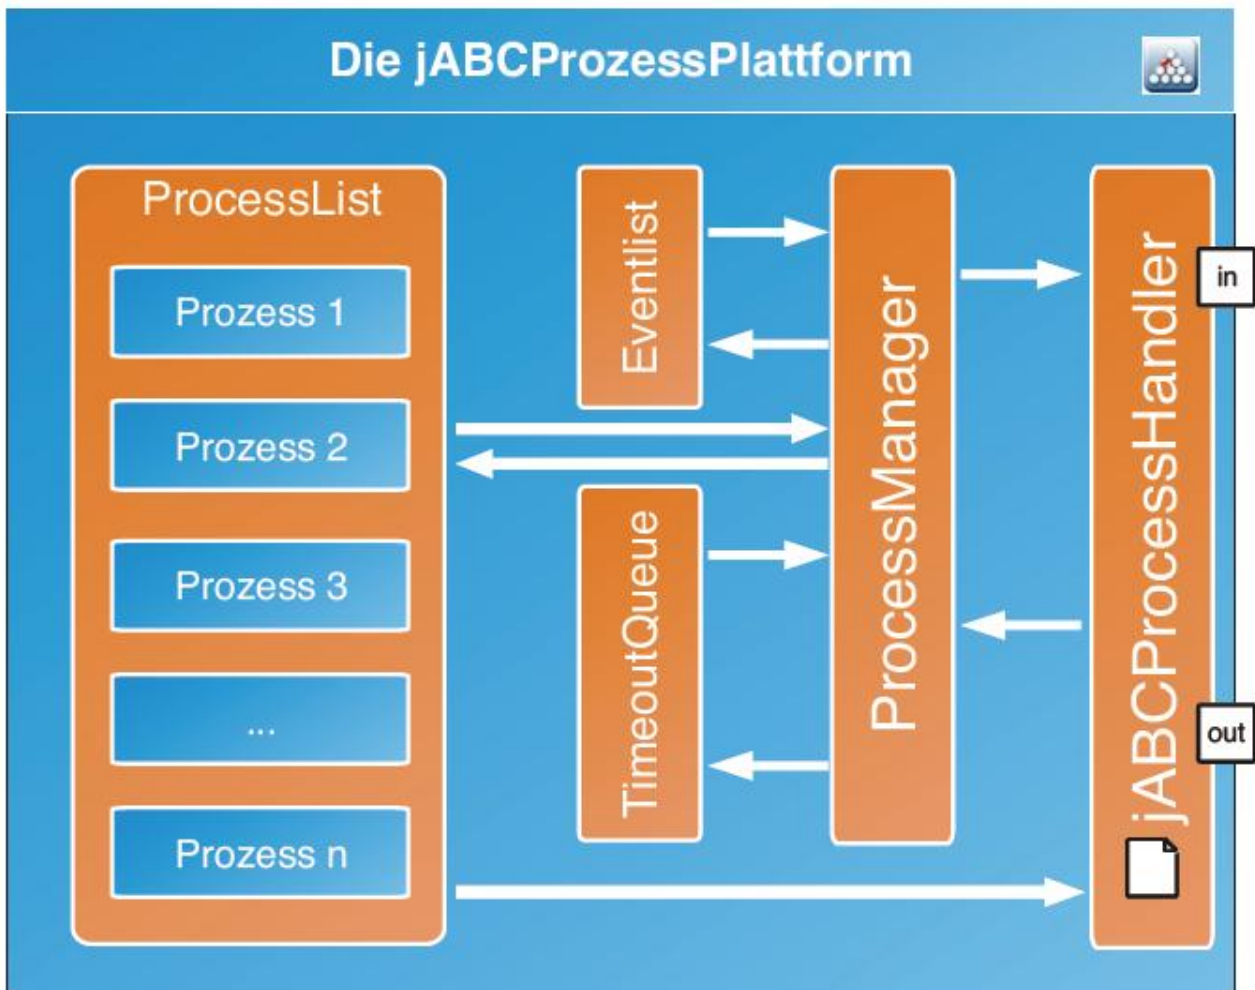 Die jABCProzessPlattform
ProcessList
Prozess 1
Prozess 2
Prozess 3
...
Prozess n
Eventlist
TimeoutQueue
ProcessManager
jABCProcessHandler
in
out